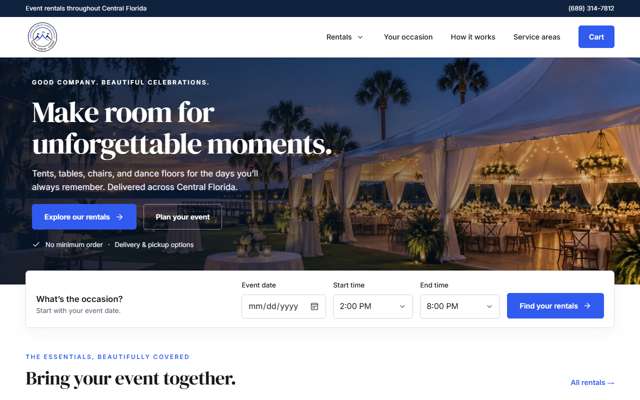 Event rentals throughout Central Florida
(689) 314-7812
Rentals
Your occasion
How it works
Service areas
Cart
GOOD COMPANY. BEAUTIFUL CELEBRATIONS.
Make room for
unforgettable moments.
Tents, tables, chairs, and dance floors for the days you'll
always remember. Delivered across Central Florida.
Explore our rentals →
Plan your event
No minimum order · Delivery & pickup options
What's the occasion?
Start with your event date.
Event date
mm/dd/yyyy
Start time
2:00 PM
End time
8:00 PM
Find your rentals →
THE ESSENTIALS, BEAUTIFULLY COVERED
Bring your event together.
All rentals →